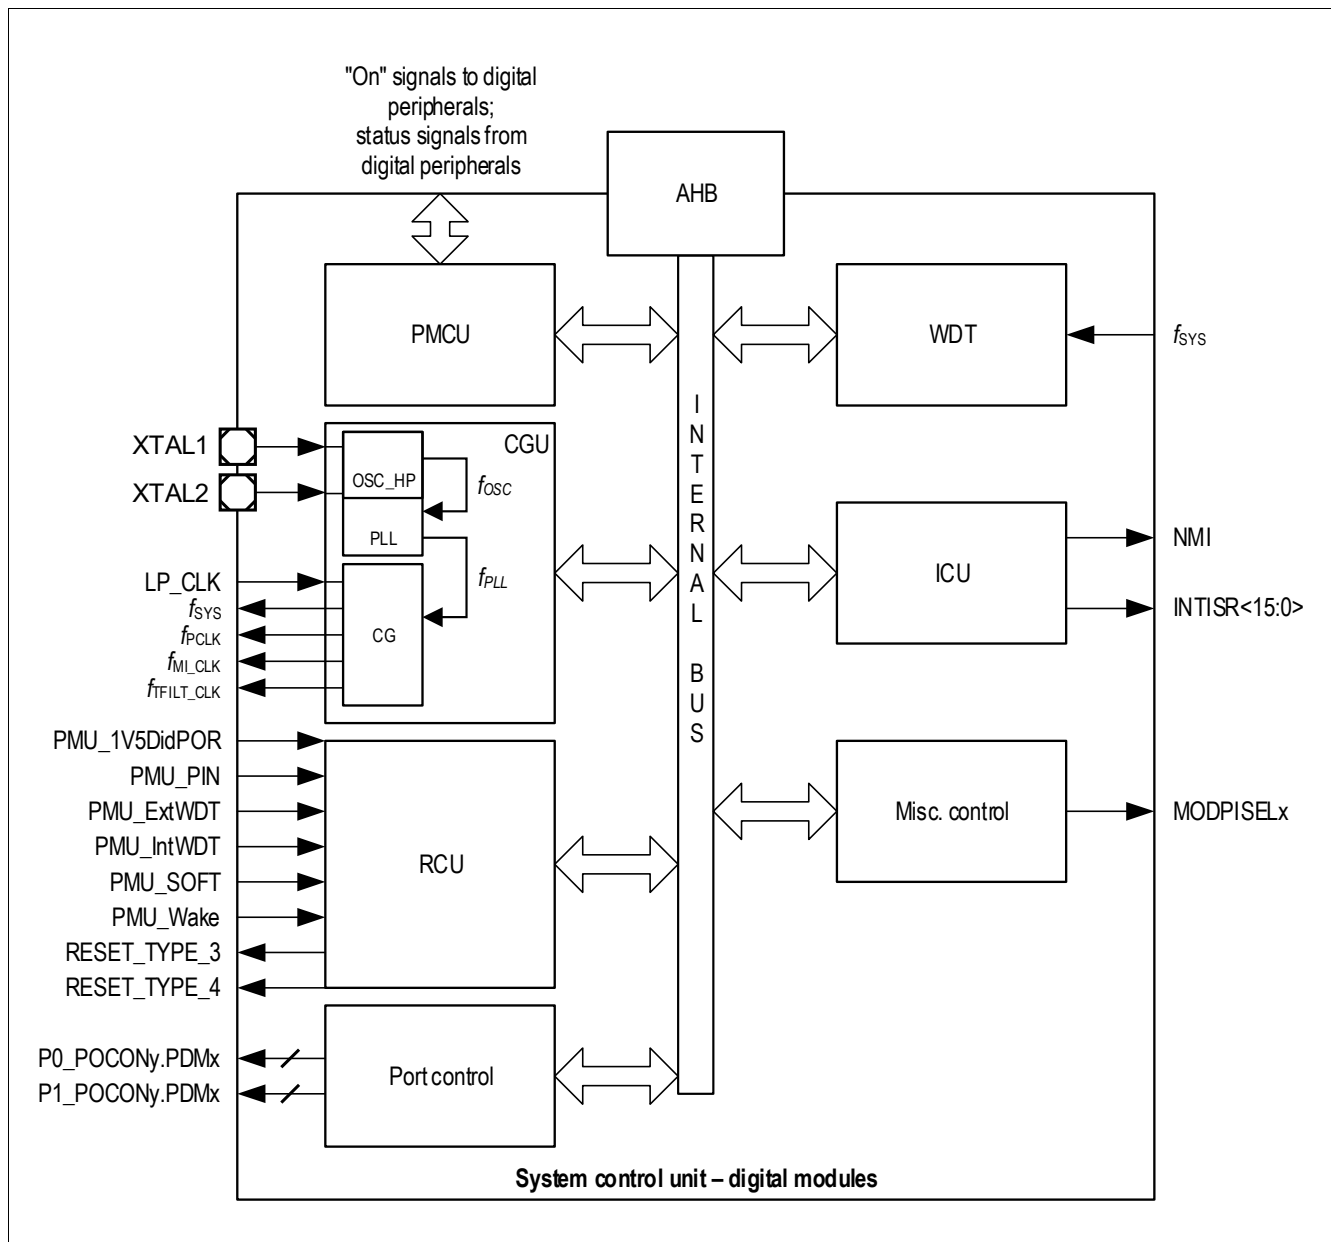 "On" signals to digital
peripherals;
status signals from
digital peripherals
AHB
PMCU
WDT
fSYS
INTERNAL BUS
XTAL1
XTAL2
CGU
OSC_HP
fOSC
PLL
fPLL
LP_CLK
fSYS
fPCLK
fMI_CLK
fTFILT_CLK
CG
ICU
NMI
INTISR<15:0>
PMU_1V5DidPOR
PMU_PIN
PMU_ExtWDT
PMU_IntWDT
PMU_SOFT
PMU_Wake
RESET_TYPE_3
RESET_TYPE_4
RCU
Misc. control
MODPISELx
P0_POCONy.PDMx
P1_POCONy.PDMx
Port control
System control unit – digital modules